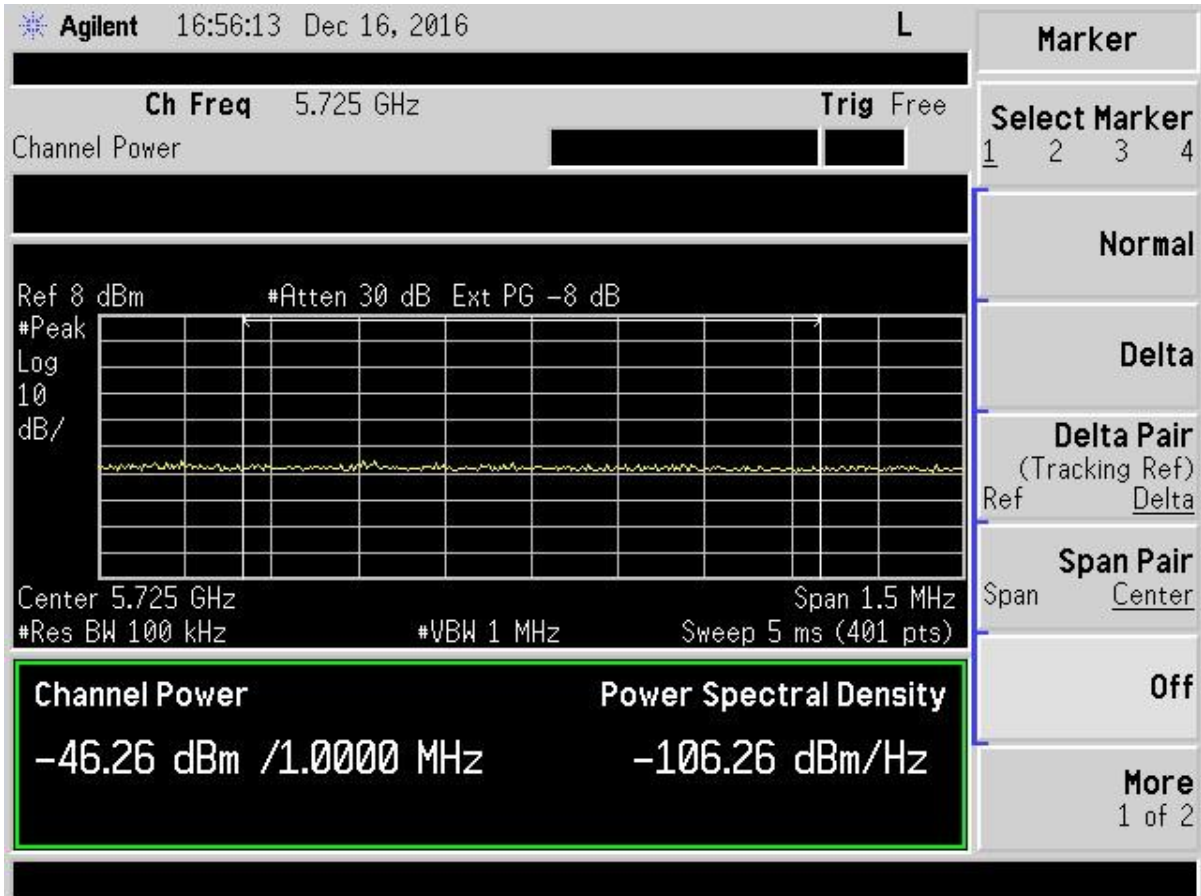 Agilent 16:56:13 Dec 16, 2016 L
Ch Freq 5.725 GHz Trig Free
Channel Power
Ref 8 dBm #Atten 30 dB Ext PG -8 dB
#Peak
Log
10
dB/
Center 5.725 GHz Span 1.5 MHz
#Res BW 100 kHz #VBW 1 MHz Sweep 5 ms (401 pts)
Channel Power Power Spectral Density
-46.26 dBm /1.0000 MHz -106.26 dBm/Hz
Marker
Select Marker
1 2 3 4
Normal
Delta
Delta Pair
(Tracking Ref)
Ref Delta
Span Pair
Span Center
Off
More
1 of 2